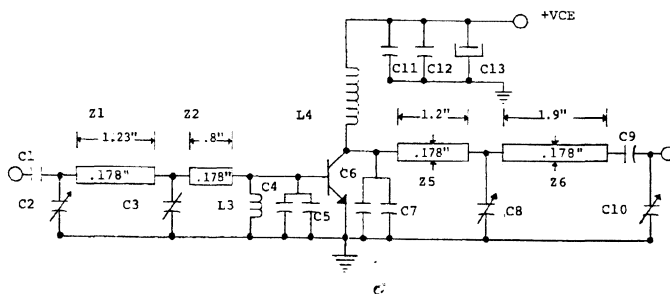 +VCE
C11 C12 C13
Z1 Z2 L4
1.23" .8" 1.2" 1.9" C9
C1 .178" .178" C6 .178" .178"
C4 Z5 Z6
C2 C3 L3 C5 C7 C8 C10